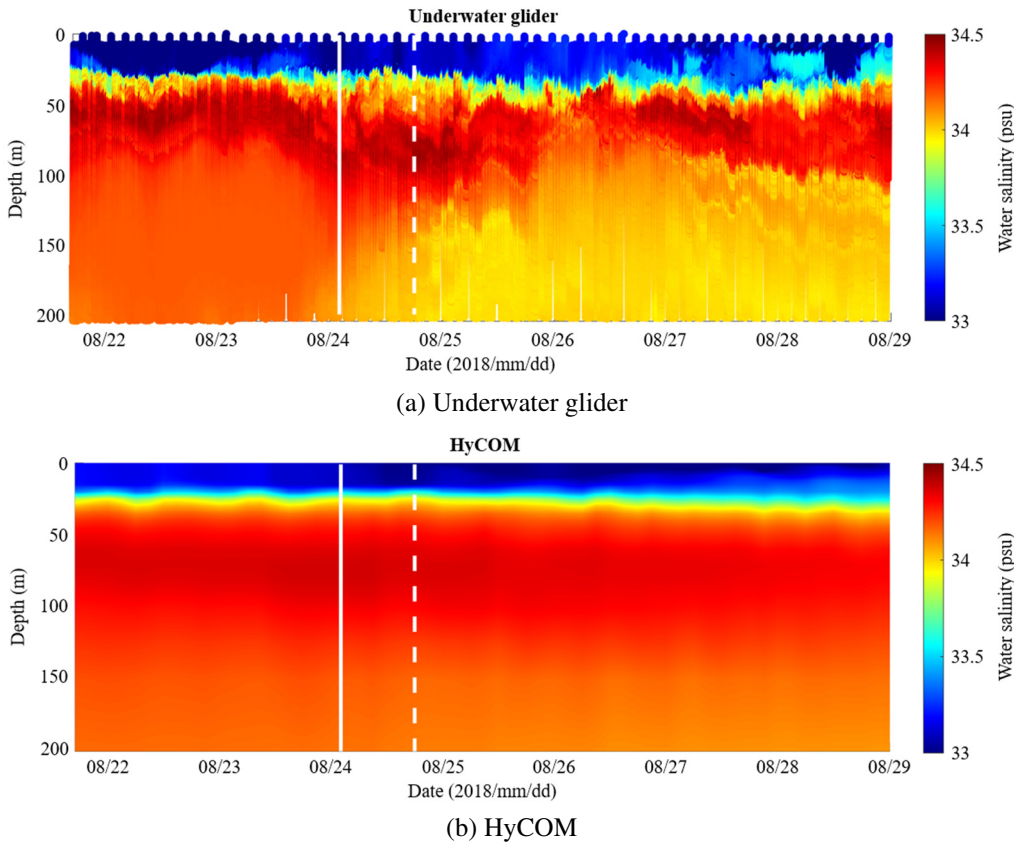 Underwater glider
0
50
100
150
200
Depth (m)
08/22 08/23 08/24 08/25 08/26 08/27 08/28 08/29
Date (2018/mm/dd)
34.5
34
33.5
33
Water salinity (psu)
(a) Underwater glider
HyCOM
0
50
100
150
200
Depth (m)
08/22 08/23 08/24 08/25 08/26 08/27 08/28 08/29
Date (2018/mm/dd)
34.5
34
33.5
33
Water salinity (psu)
(b) HyCOM